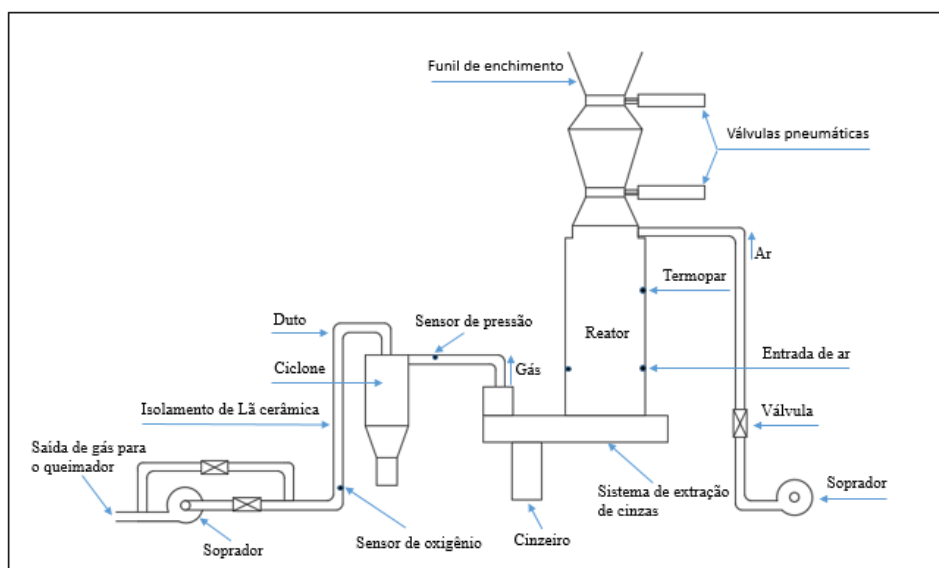 Funil de enchimento
Válvulas pneumáticas
Ar
Termopar
Duto
Sensor de pressão
Reator
Entrada de ar
Ciclone
Gás
Isolamento de Lã cerâmica
Válvula
Saída de gás para
o queimador
Soprador
Sistema de extração
de cinzas
Soprador
Sensor de oxigênio
Cinzeiro